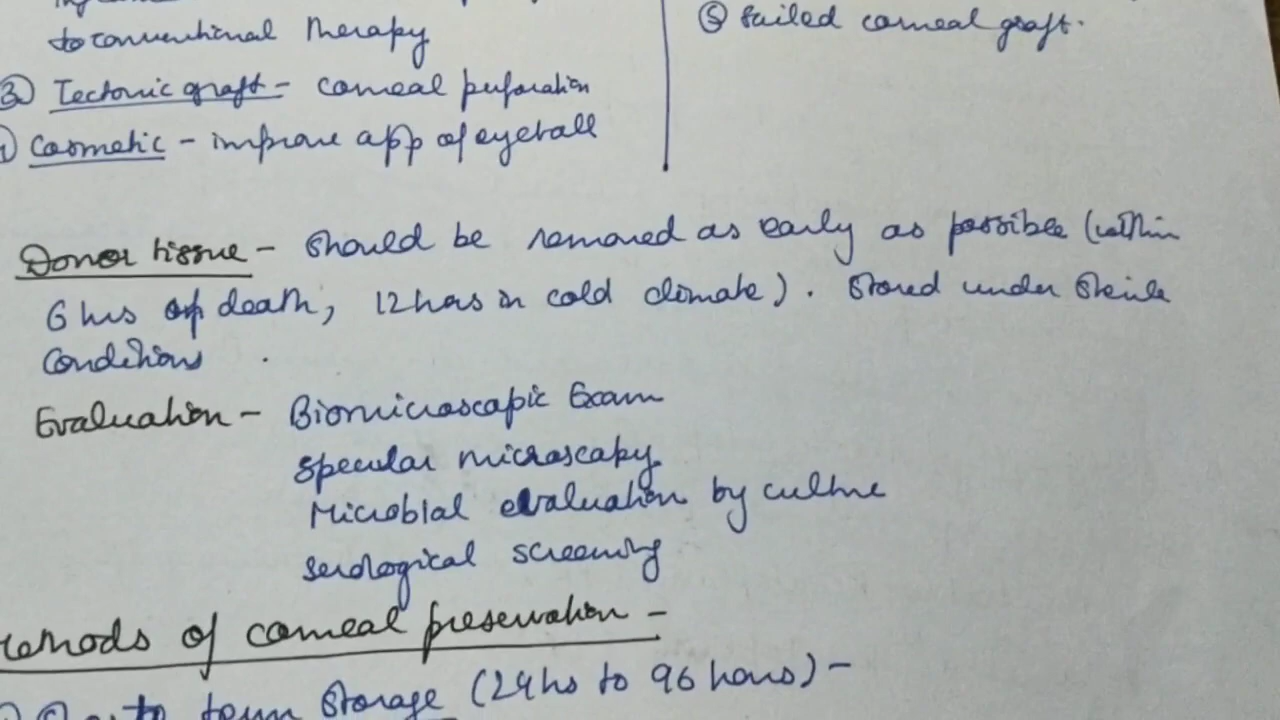 to conventional therapy
③ Tectonic graft - corneal perforation
Cosmetic - improve app of eyeball
⑤ failed corneal graft.
Donor tissue - should be removed as early as possible (within
6 hrs of death, 12 hours in cold climate). Stored under sterile
conditions.
Evaluation - Biomicroscopic Exam
specular microscopy
Microbial evaluation by culture
serological screening
Methods of corneal preservation -
term storage (24 hs to 96 hours) -